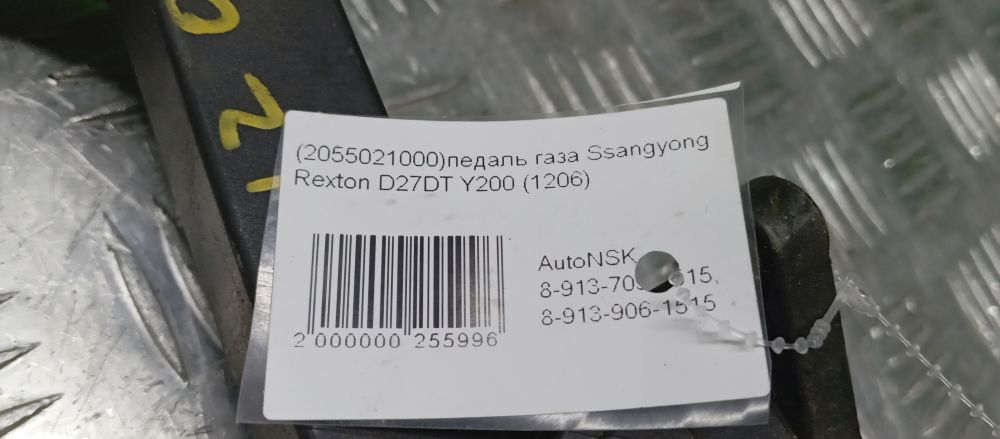 (2055021000)педаль газа Ssangyong
Rexton D27DT Y200 (1206)
AutoNSK
8-913-906-1515
2 000000 255996